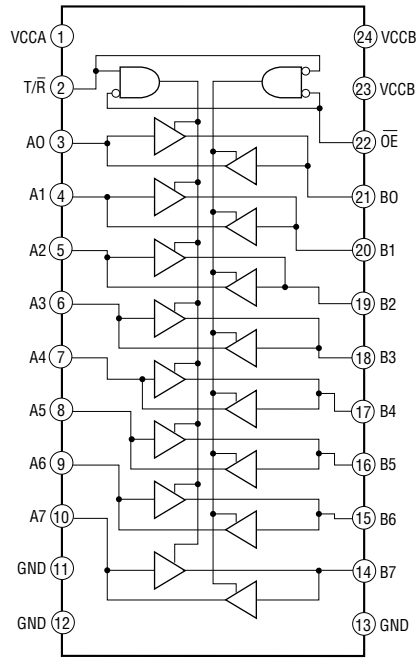 VCCA 1
T/R̅ 2
A0 3
A1 4
A2 5
A3 6
A4 7
A5 8
A6 9
A7 10
GND 11
GND 12
24 VCCB
23 VCCB
22 O̅E̅
21 B0
20 B1
19 B2
18 B3
17 B4
16 B5
15 B6
14 B7
13 GND